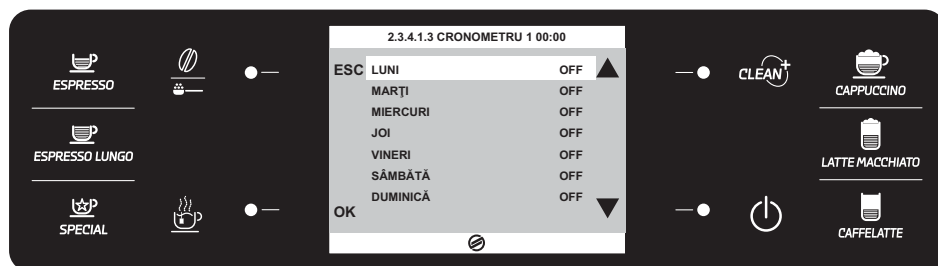 2.3.4.1.3 CRONOMETRU 1 00:00
ESC
LUNI OFF
MARŢI OFF
MIERCURI OFF
JOI OFF
VINERI OFF
SÂMBĂTĂ OFF
DUMINICĂ OFF
OK
ESPRESSO
ESPRESSO LUNGO
SPECIAL
CLEAN+
CAPPUCCINO
LATTE MACCHIATO
CAFFELATTE